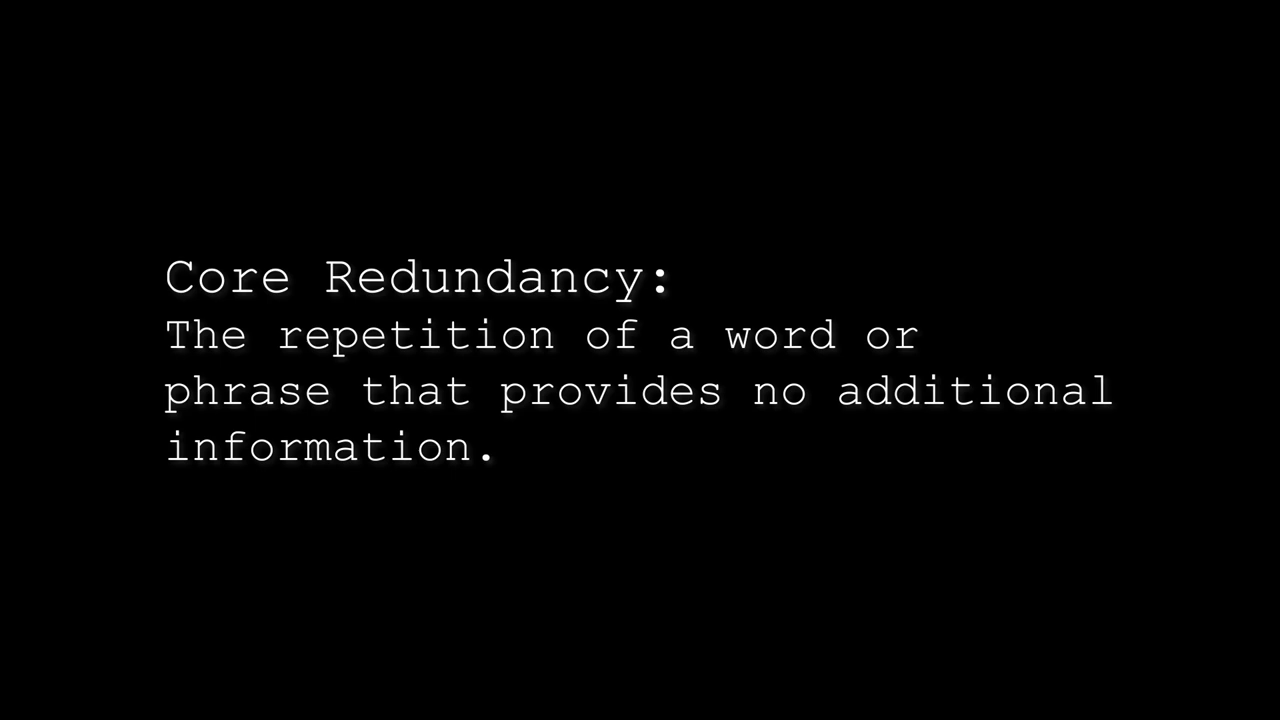 Core Redundancy:
The repetition of a word or
phrase that provides no additional
information.